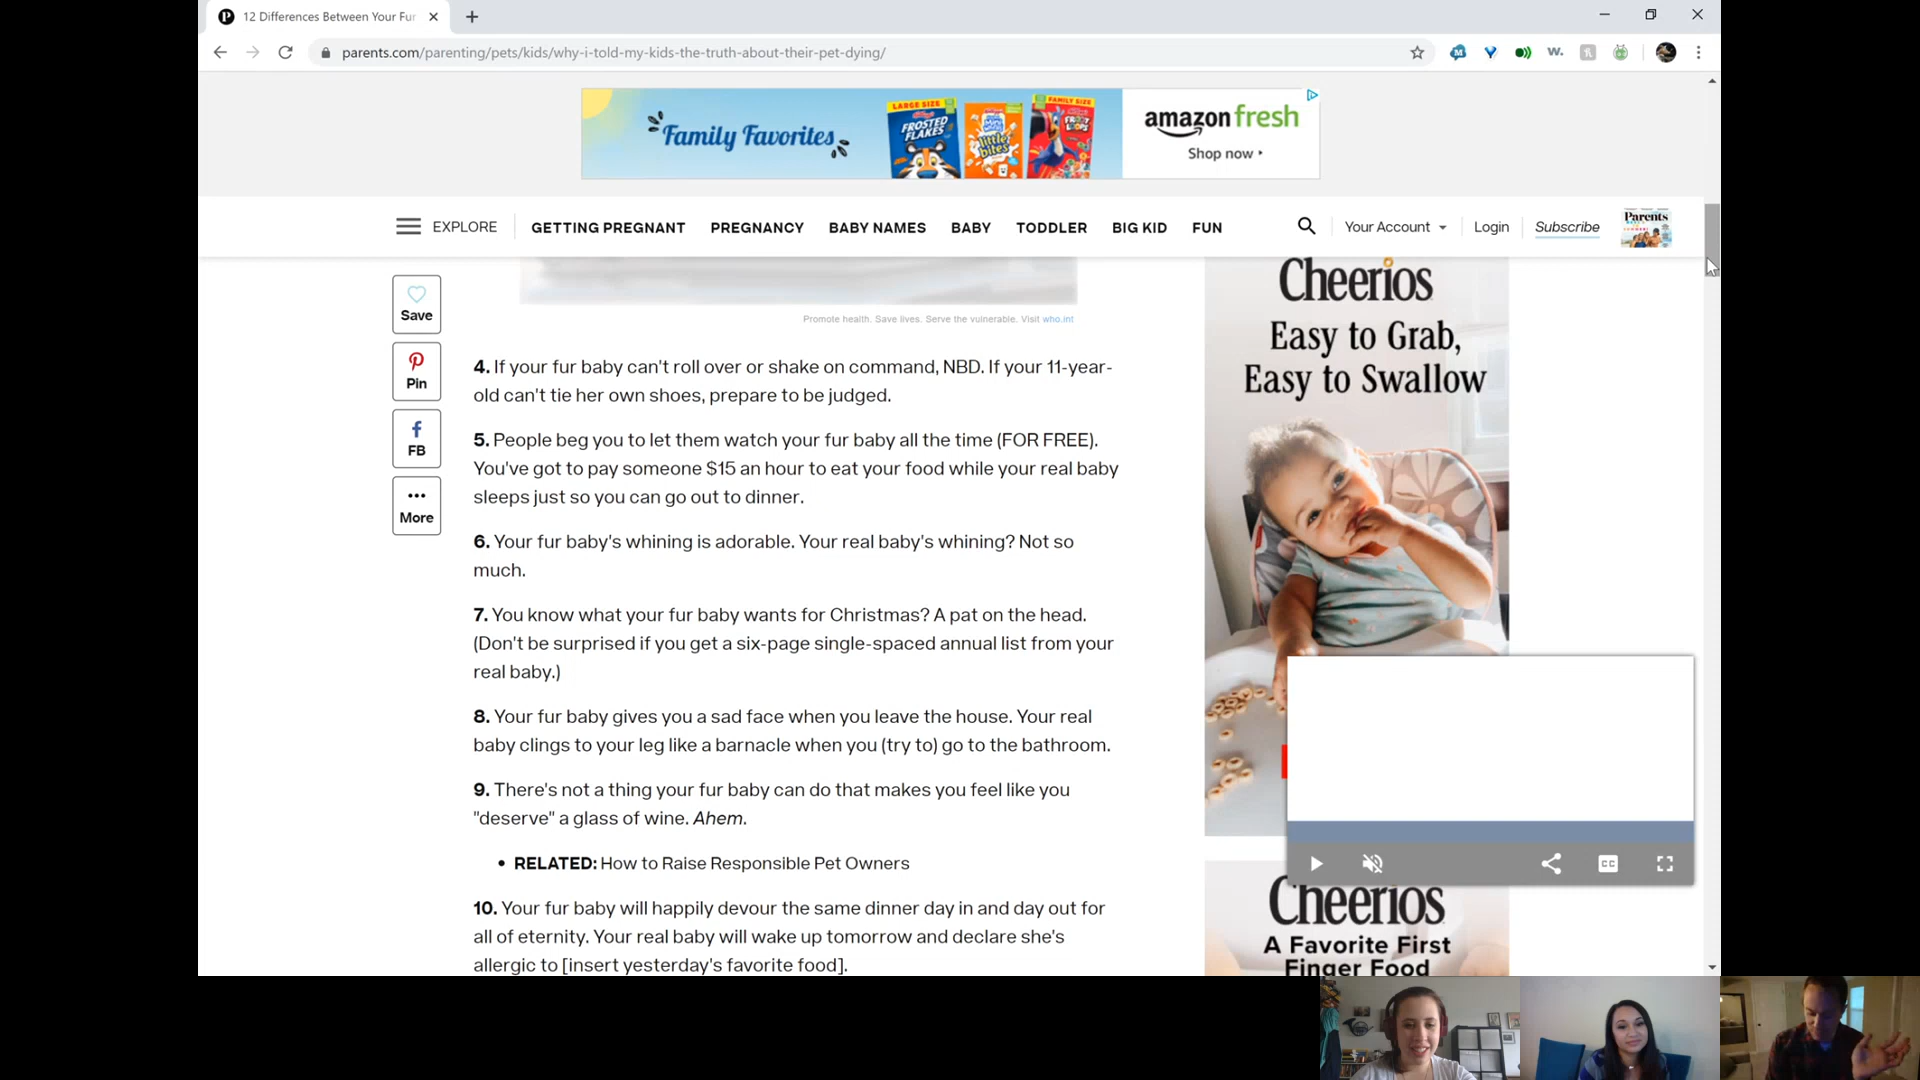 12 Differences Between Your Fur
parents.com/parenting/pets/kids/why-i-told-my-kids-the-truth-about-their-pet-dying/
Family Favorites
LARGE SIZE
FROSTED FLAKES
little bites
FAMILY SIZE
FROOT LOOPS
amazon fresh
Shop now
EXPLORE
GETTING PREGNANT
PREGNANCY
BABY NAMES
BABY
TODDLER
BIG KID
FUN
Your Account
Login
Subscribe
Parents
Save
Pin
FB
More
Promote health. Save lives. Serve the vulnerable. Visit who.int
4. If your fur baby can't roll over or shake on command, NBD. If your 11-year-
old can't tie her own shoes, prepare to be judged.
5. People beg you to let them watch your fur baby all the time (FOR FREE).
You've got to pay someone $15 an hour to eat your food while your real baby
sleeps just so you can go out to dinner.
6. Your fur baby's whining is adorable. Your real baby's whining? Not so
much.
7. You know what your fur baby wants for Christmas? A pat on the head.
(Don't be surprised if you get a six-page single-spaced annual list from your
real baby.)
8. Your fur baby gives you a sad face when you leave the house. Your real
baby clings to your leg like a barnacle when you (try to) go to the bathroom.
9. There's not a thing your fur baby can do that makes you feel like you
"deserve" a glass of wine. Ahem.
• RELATED: How to Raise Responsible Pet Owners
10. Your fur baby will happily devour the same dinner day in and day out for
all of eternity. Your real baby will wake up tomorrow and declare she's
allergic to [insert yesterday's favorite food].
Cheerios
Easy to Grab,
Easy to Swallow
CC
Cheerios
A Favorite First
Finger Food